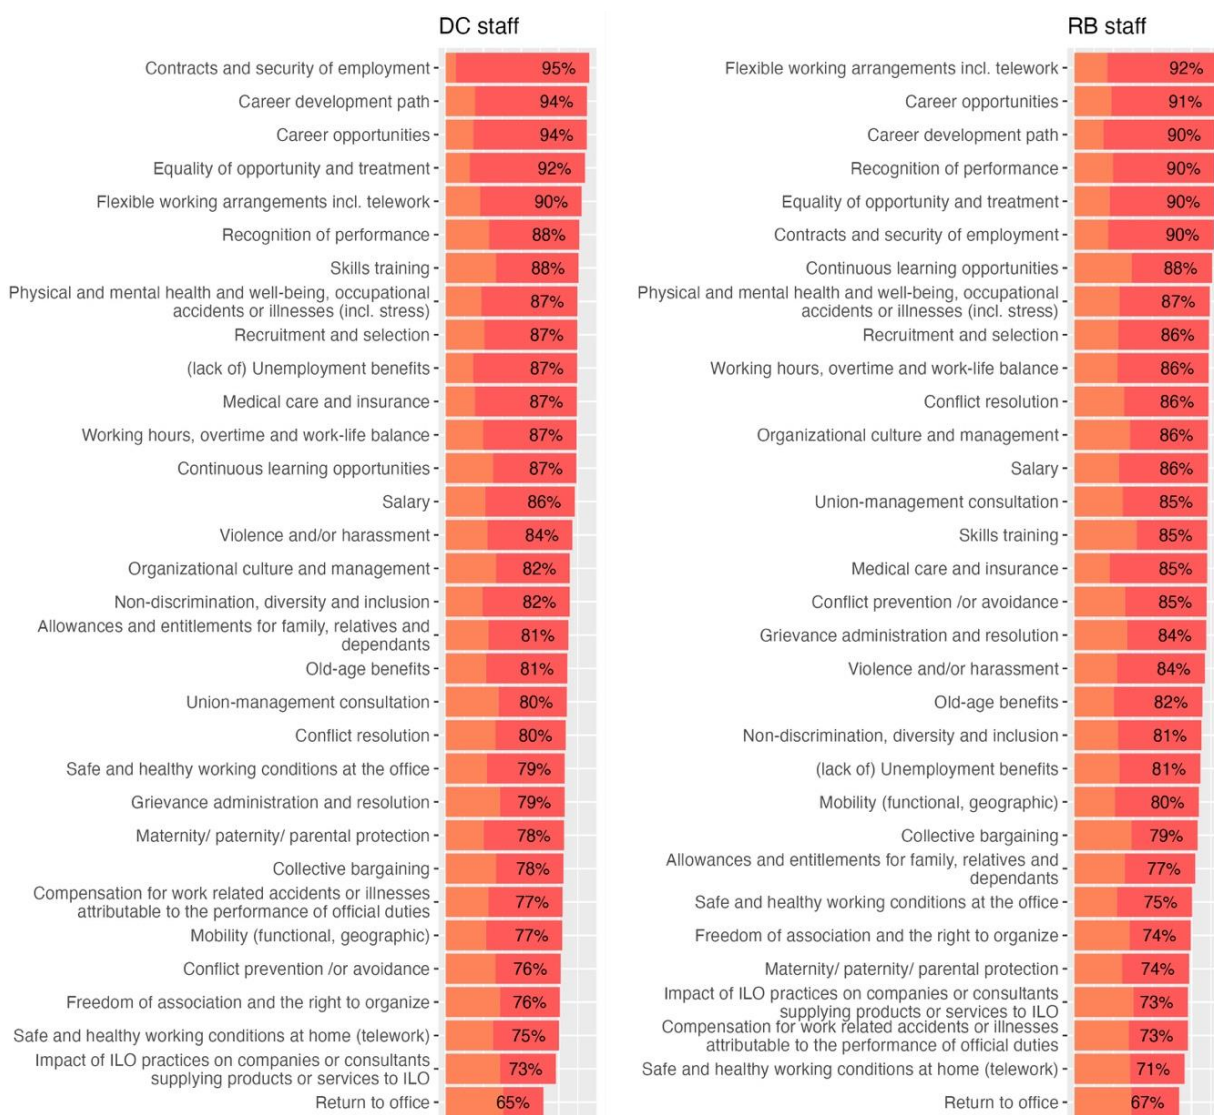 DC staff
Contracts and security of employment 95%
Career development path 94%
Career opportunities 94%
Equality of opportunity and treatment 92%
Flexible working arrangements incl. telework 90%
Recognition of performance 88%
Skills training 88%
Physical and mental health and well-being, occupational
accidents or illnesses (incl. stress) 87%
Recruitment and selection 87%
(lack of) Unemployment benefits 87%
Medical care and insurance 87%
Working hours, overtime and work-life balance 87%
Continuous learning opportunities 87%
Salary 86%
Violence and/or harassment 84%
Organizational culture and management 82%
Non-discrimination, diversity and inclusion 82%
Allowances and entitlements for family, relatives and
dependants 81%
Old-age benefits 81%
Union-management consultation 80%
Conflict resolution 80%
Safe and healthy working conditions at the office 79%
Grievance administration and resolution 79%
Maternity/ paternity/ parental protection 78%
Collective bargaining 78%
Compensation for work related accidents or illnesses
attributable to the performance of official duties 77%
Mobility (functional, geographic) 77%
Conflict prevention /or avoidance 76%
Freedom of association and the right to organize 76%
Safe and healthy working conditions at home (telework) 75%
Impact of ILO practices on companies or consultants
supplying products or services to ILO 73%
Return to office 65%
RB staff
Flexible working arrangements incl. telework 92%
Career opportunities 91%
Career development path 90%
Recognition of performance 90%
Equality of opportunity and treatment 90%
Contracts and security of employment 90%
Continuous learning opportunities 88%
Physical and mental health and well-being, occupational
accidents or illnesses (incl. stress) 87%
Recruitment and selection 86%
Working hours, overtime and work-life balance 86%
Conflict resolution 86%
Organizational culture and management 86%
Salary 86%
Union-management consultation 85%
Skills training 85%
Medical care and insurance 85%
Conflict prevention /or avoidance 85%
Grievance administration and resolution 84%
Violence and/or harassment 84%
Old-age benefits 82%
Non-discrimination, diversity and inclusion 81%
(lack of) Unemployment benefits 81%
Mobility (functional, geographic) 80%
Collective bargaining 79%
Allowances and entitlements for family, relatives and
dependants 77%
Safe and healthy working conditions at the office 75%
Freedom of association and the right to organize 74%
Maternity/ paternity/ parental protection 74%
Impact of ILO practices on companies or consultants
supplying products or services to ILO 73%
Compensation for work related accidents or illnesses
attributable to the performance of official duties 73%
Safe and healthy working conditions at home (telework) 71%
Return to office 67%